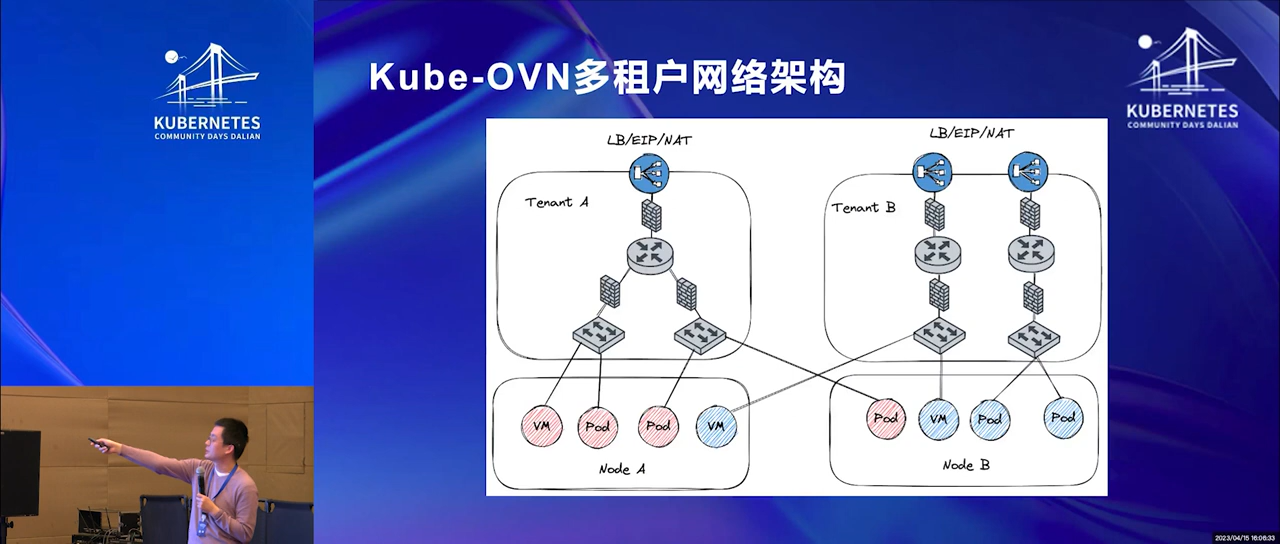 KUBERNETES
COMMUNITY DAYS DALIAN
Kube-OVN多租户网络架构
KUBERNETES
COMMUNITY DAYS DALIAN
LB/EIP/NAT
LB/EIP/NAT
Tenant A
Tenant B
VM
Pod
Pod
VM
Node A
Pod
VM
Pod
Pod
Node B
2023/04/15 16:06:33